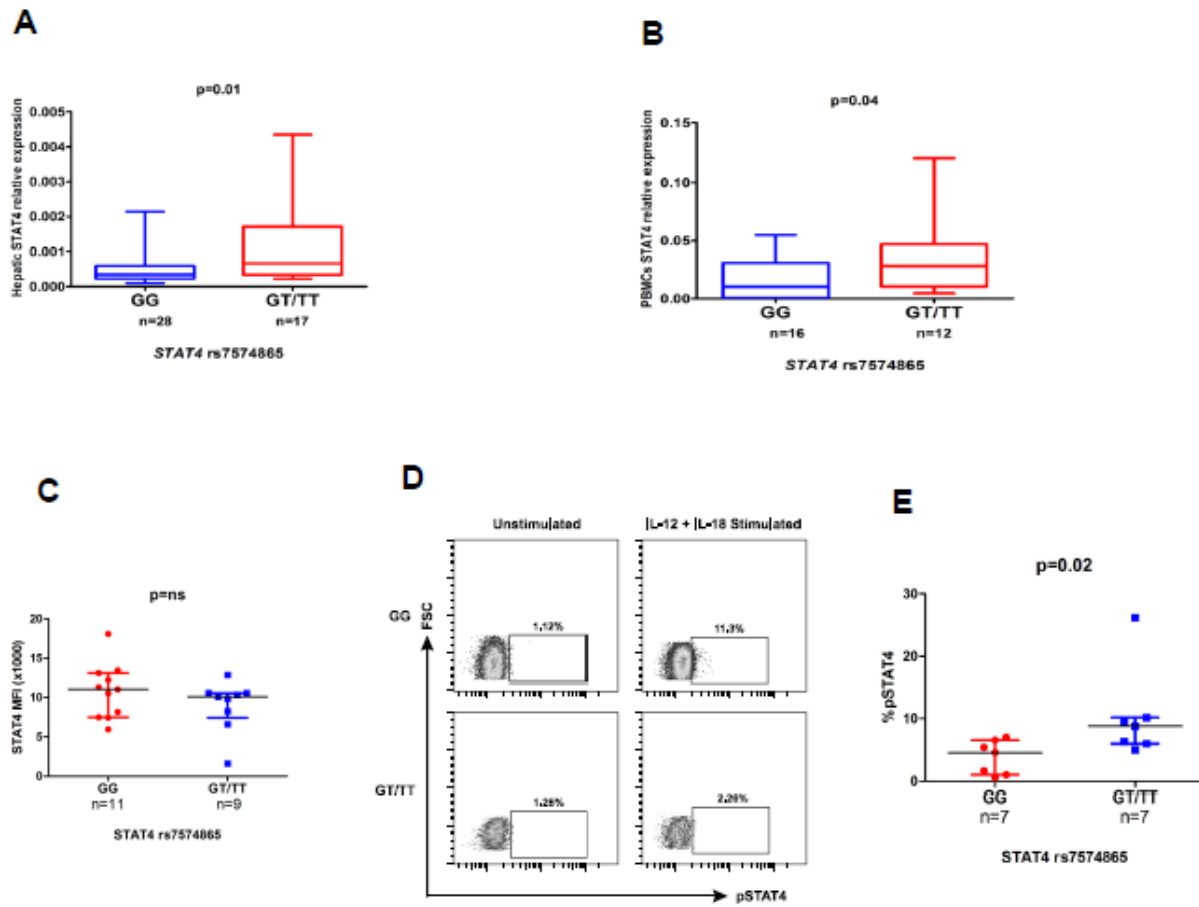 A
p=0.01
Hepatic STAT4 relative expression
0.005
0.004
0.003
0.002
0.001
0.000
GG
GT/TT
n=28
n=17
STAT4 rs7574865
B
p=0.04
PBMCs STAT4 relative expression
0.15
0.10
0.05
0.00
GG
GT/TT
n=16
n=12
STAT4 rs7574865
C
p=ns
STAT4 MFI (x1000)
20
15
10
5
0
GG
GT/TT
n=11
n=9
STAT4 rs7574865
D
Unstimulated
IL-12 + IL-18 Stimulated
GG
FSC
1.12%
11.3%
GT/TT
1.28%
2.26%
pSTAT4
E
p=0.02
%pSTAT4
30
20
10
0
GG
GT/TT
n=7
n=7
STAT4 rs7574865